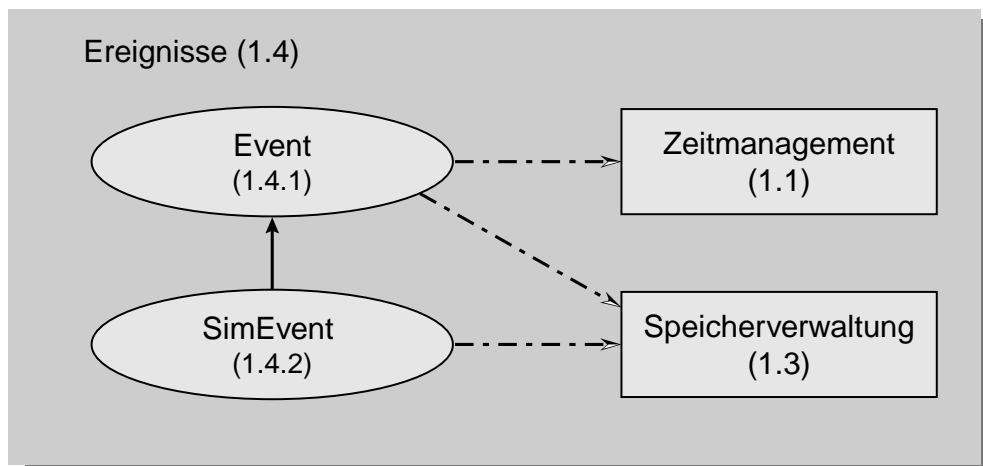 Ereignisse (1.4)
Event
(1.4.1)
Zeitmanagement
(1.1)
SimEvent
(1.4.2)
Speicherverwaltung
(1.3)